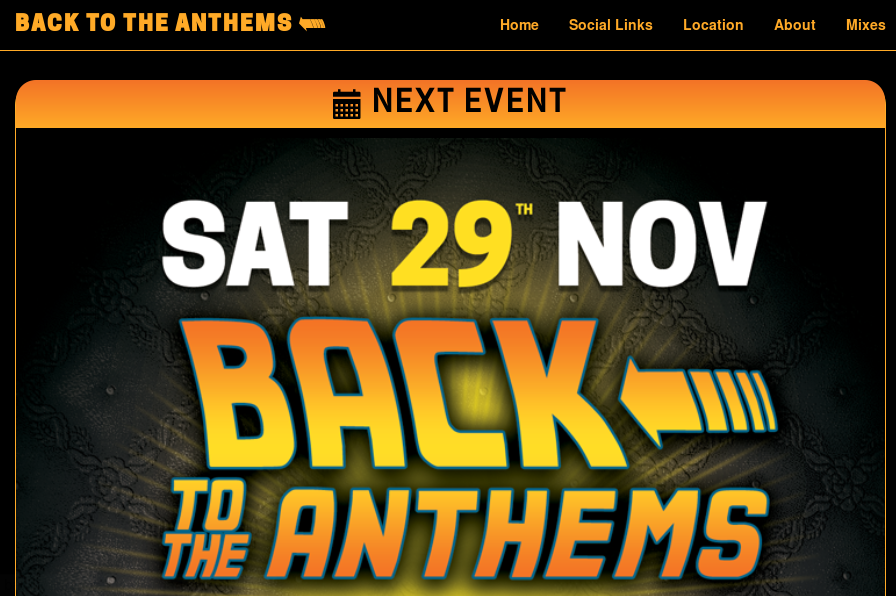 BACK TO THE ANTHEMS
Home Social Links Location About Mixes
NEXT EVENT
SAT 29TH NOV
BACK
TO THE ANTHEMS